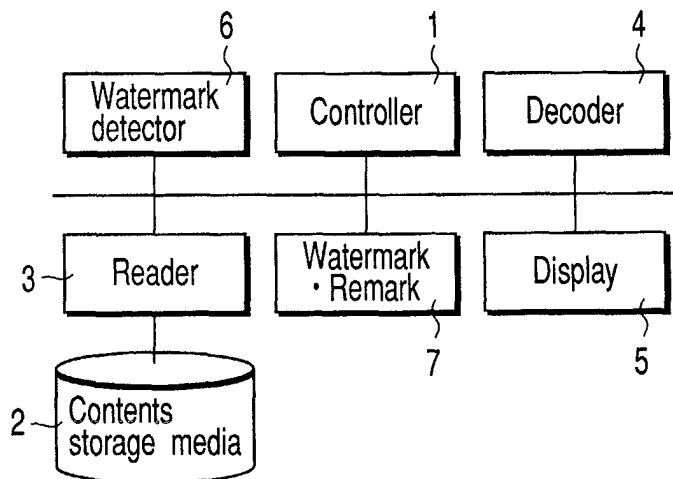 6
1
4
Watermark
detector
Controller
Decoder
3
Reader
Watermark
・Remark
Display
7
5
2
Contents
storage media